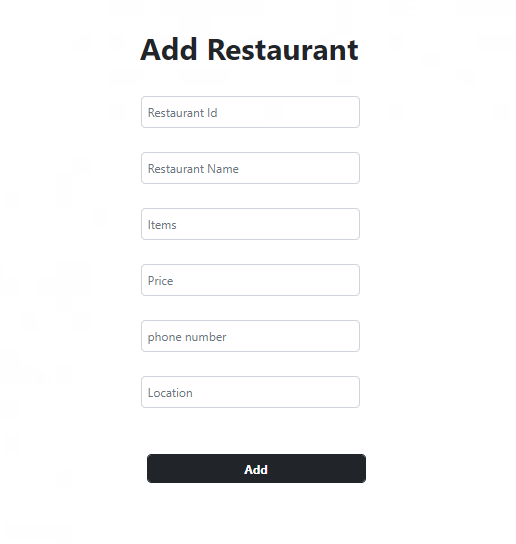 Add Restaurant
Restaurant Id
Restaurant Name
Items
Price
phone number
Location
Add